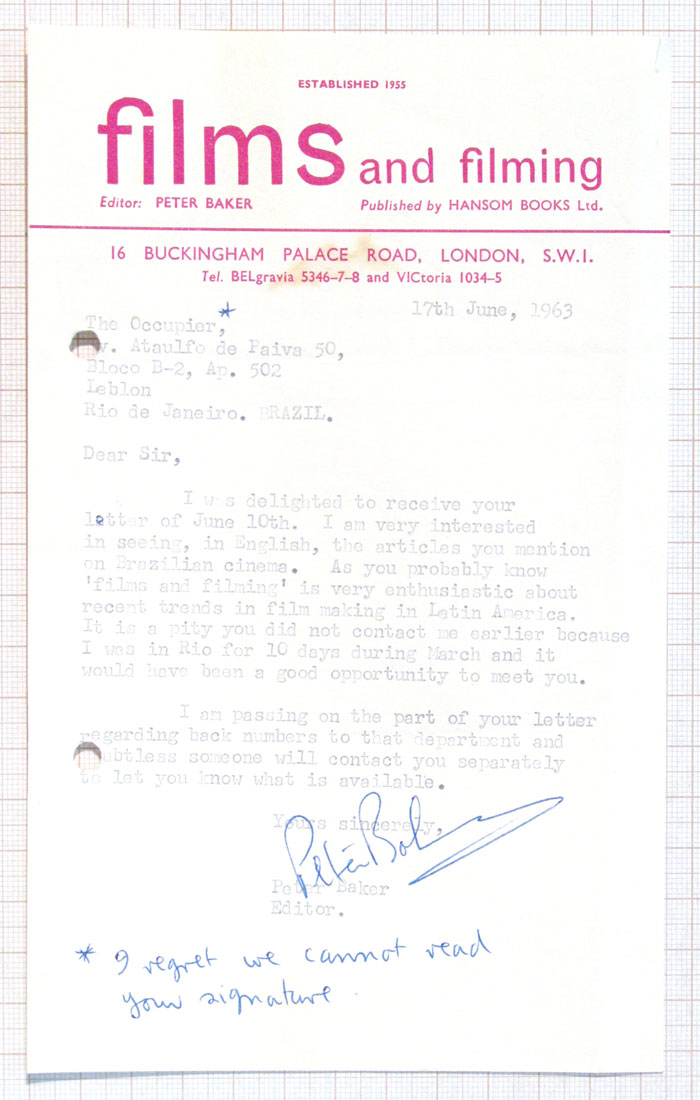 ESTABLISHED 1955
films and filming
Editor: PETER BAKER Published by HANSOM BOOKS Ltd.
16 BUCKINGHAM PALACE ROAD, LONDON, S.W.1.
Tel. BELgravia 5346-7-8 and VICtoria 1034-5
17th June, 1963
The Occupier,*
v. Ataulfo de Paiva 50,
Bloco B-2, Ap. 502
Leblon
Rio de Janeiro. BRAZIL.
Dear Sir,
I was delighted to receive your
letter of June 10th. I am very interested
in seeing, in English, the articles you mention
on Brazilian cinema. As you probably know
'films and filming' is very enthusiastic about
recent trends in film making in Latin America.
It is a pity you did not contact me earlier because
I was in Rio for 10 days during March and it
would have been a good opportunity to meet you.
I am passing on the part of your letter
regarding back numbers to that department and
doubtless someone will contact you separately
to let you know what is available.
Yours sincerely,
Peter Baker
Peter Baker
Editor.
* I regret we cannot read
your signature.